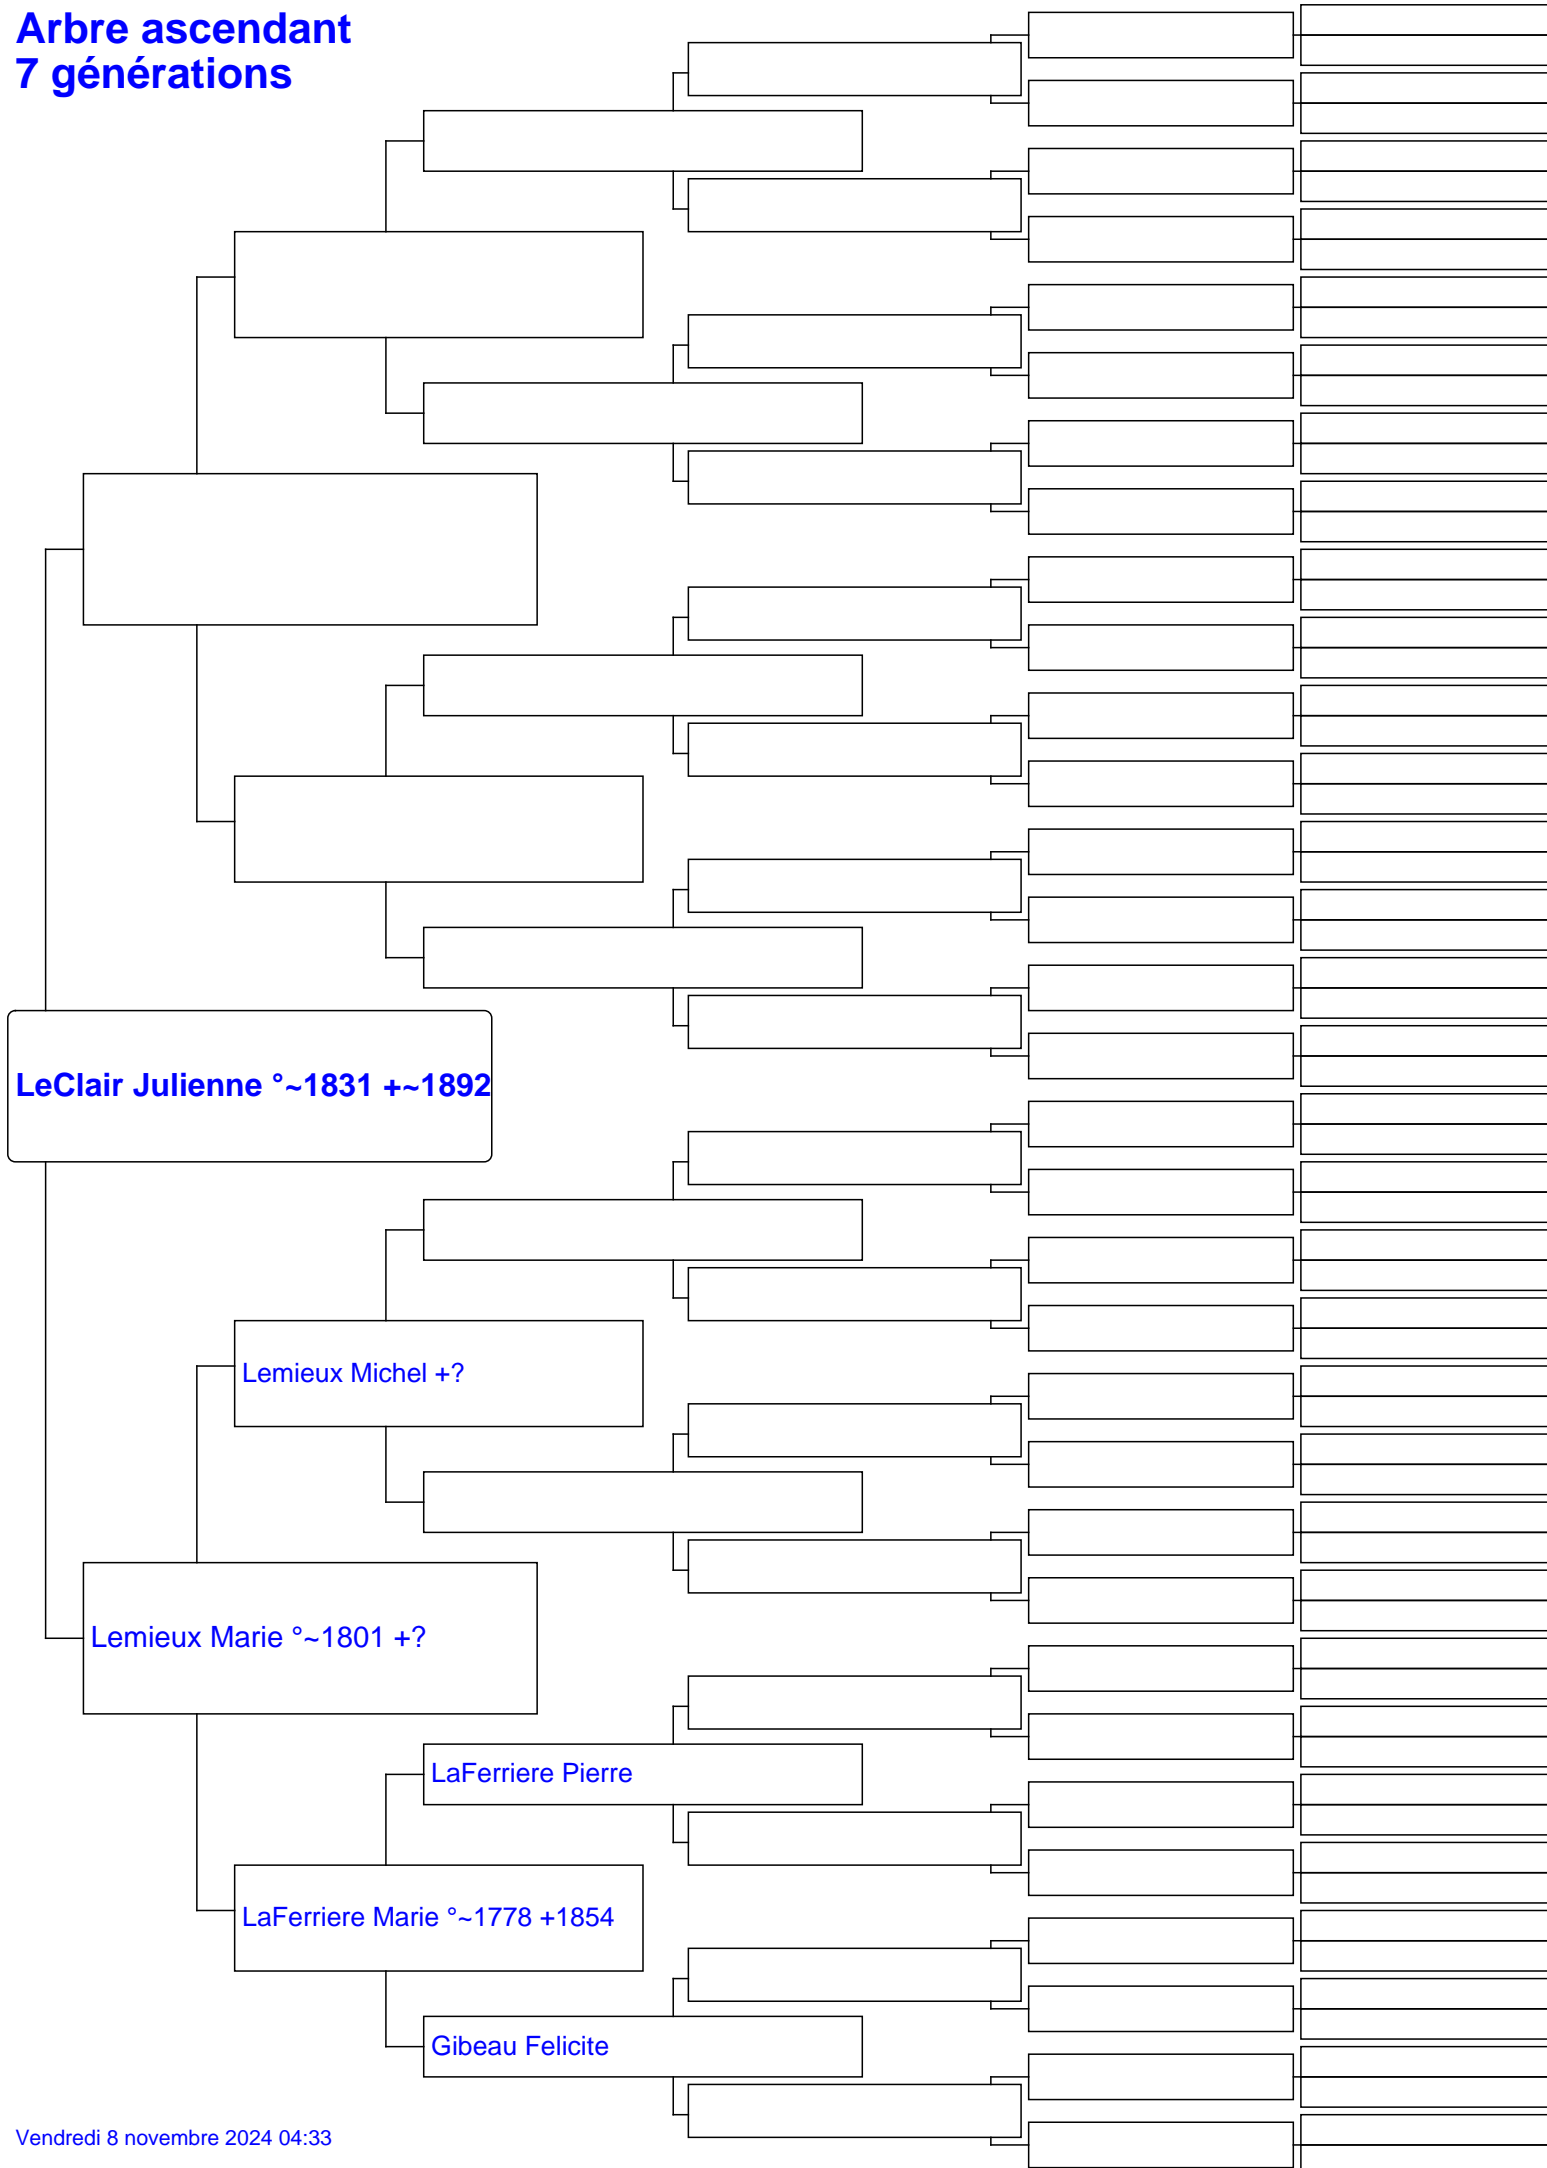 Arbre ascendant
7 générations
LeClair Julienne °~1831 +~1892
Lemieux Michel +?
Lemieux Marie °~1801 +?
LaFerriere Pierre
LaFerriere Marie °~1778 +1854
Gibeau Felicite
Vendredi 8 novembre 2024 04:33